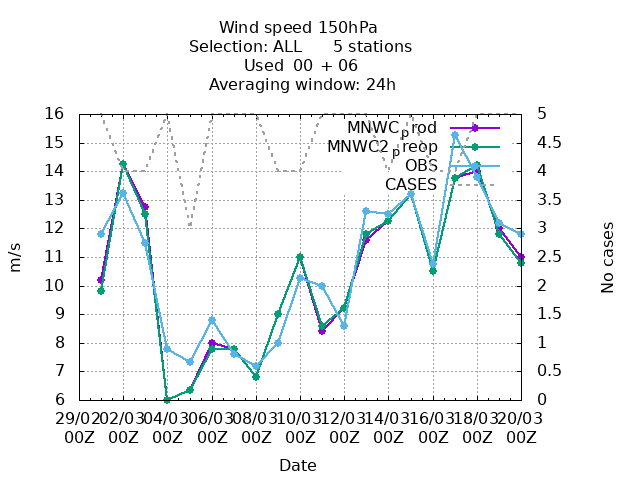 Wind speed 150hPa
Selection: ALL 5 stations
Used 00 + 06
Averaging window: 24h
MNWC_prod
MNWC2_preop
OBS
CASES
16
15
14
13
12
11
10
9
8
7
6
m/s
5
4.5
4
3.5
3
2.5
2
1.5
1
0.5
0
No cases
29/02 02/03 04/03 06/03 08/03 10/03 12/03 14/03 16/03 18/03 20/03
00Z 00Z 00Z 00Z 00Z 00Z 00Z 00Z 00Z 00Z 00Z
Date